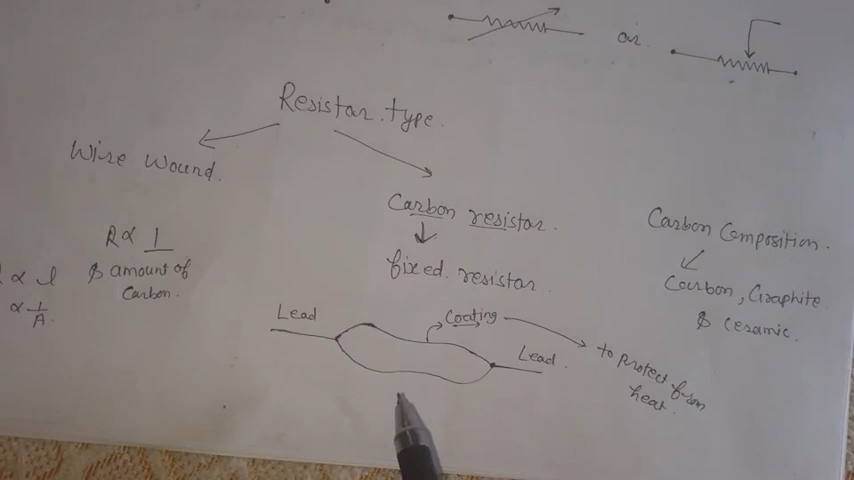 or.
Resistor. type.
Wire Wound.
Carbon resistor.
fixed. resistor.
Carbon Composition.
Carbon, Graphite
& ceramic.
R ∝ 1
& amount of
Carbon.
∝ l
∝ 1/A.
Lead
Coating
Lead.
to protect from
heat.